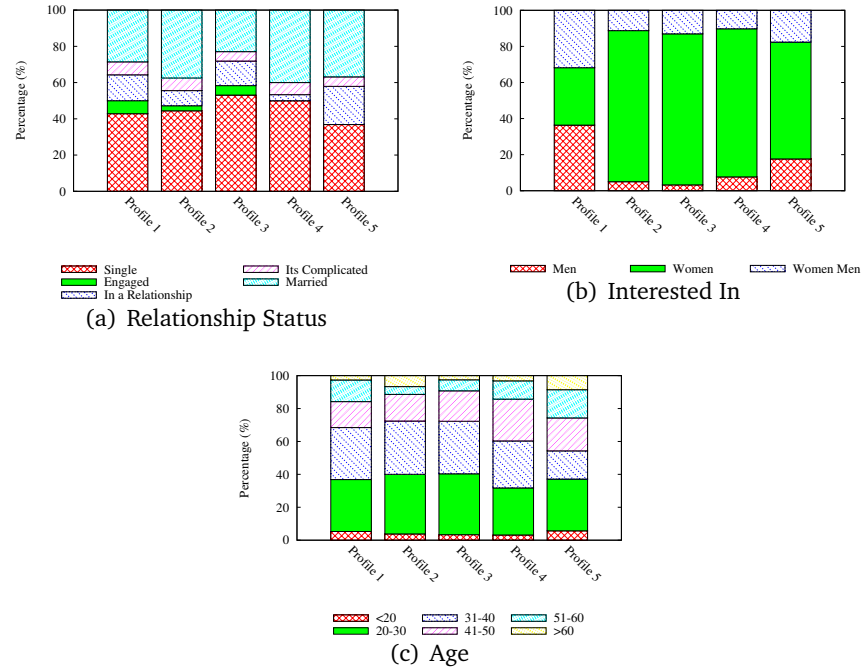 100
80
60
40
20
0
Percentage (%)
Profile 1
Profile 2
Profile 3
Profile 4
Profile 5
Single
Engaged
In a Relationship
Its Complicated
Married
(a) Relationship Status
100
80
60
40
20
0
Percentage (%)
Profile 1
Profile 2
Profile 3
Profile 4
Profile 5
Men
Women
Women Men
(b) Interested In
100
80
60
40
20
0
Percentage (%)
Profile 1
Profile 2
Profile 3
Profile 4
Profile 5
<20
20-30
31-40
41-50
51-60
>60
(c) Age